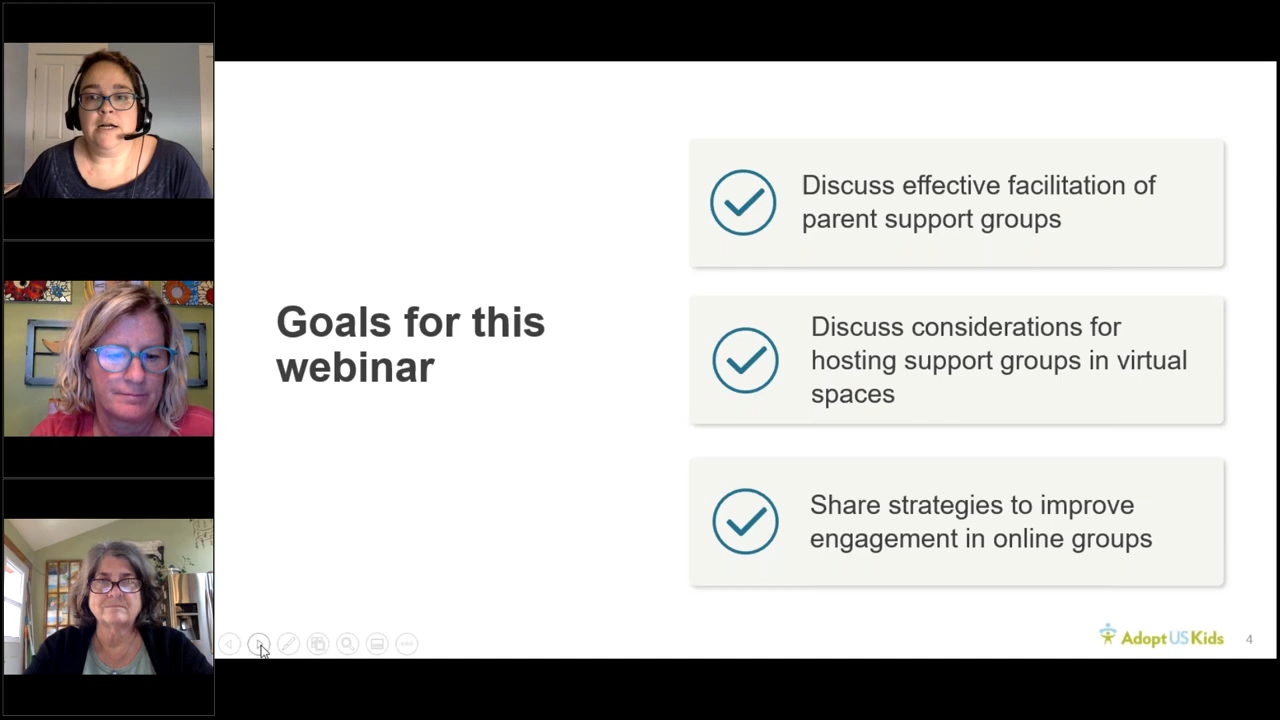 Goals for this
webinar
Discuss effective facilitation of
parent support groups
Discuss considerations for
hosting support groups in virtual
spaces
Share strategies to improve
engagement in online groups
AdoptUSKids
4